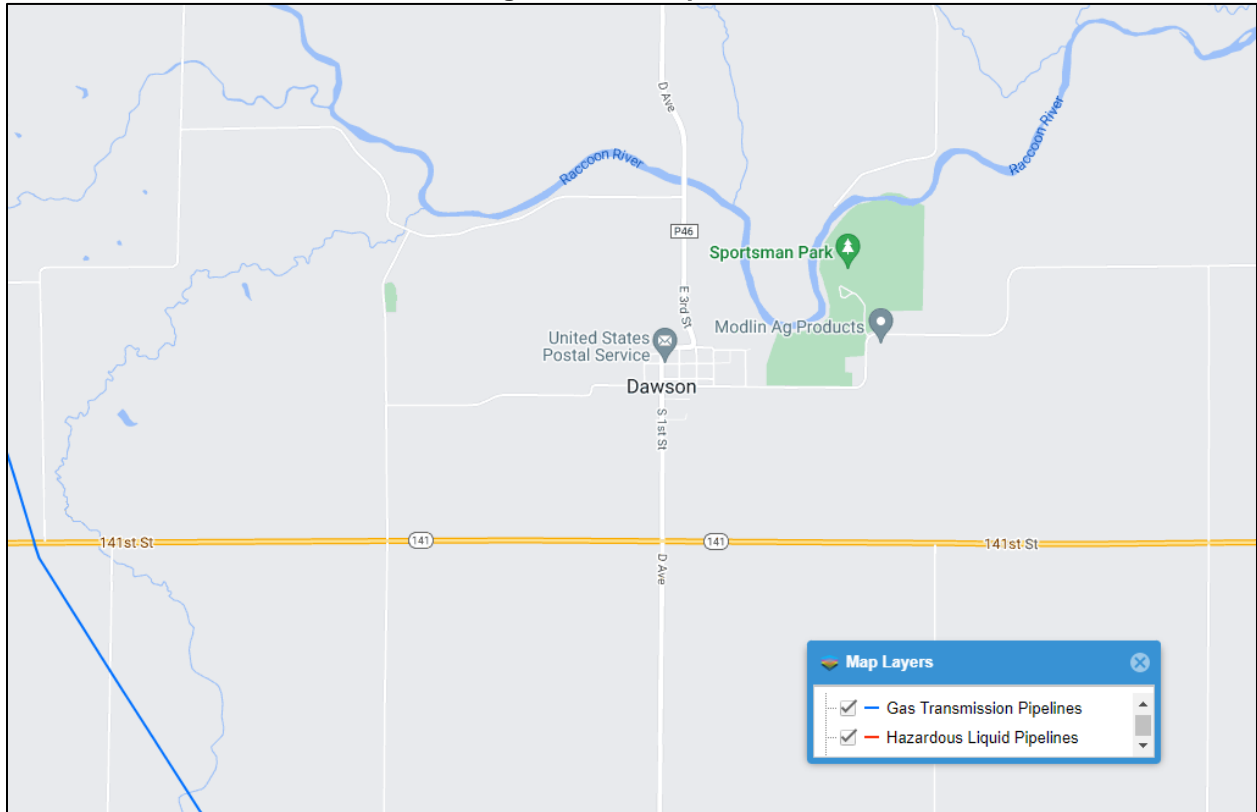 D Ave
Raccoon River
Raccoon River
P46
Sportsman Park
E 3rd St
Modlin Ag Products
United States
Postal Service
Dawson
S 1st St
141st St
141
141
141st St
D Ave
Map Layers
Gas Transmission Pipelines
Hazardous Liquid Pipelines